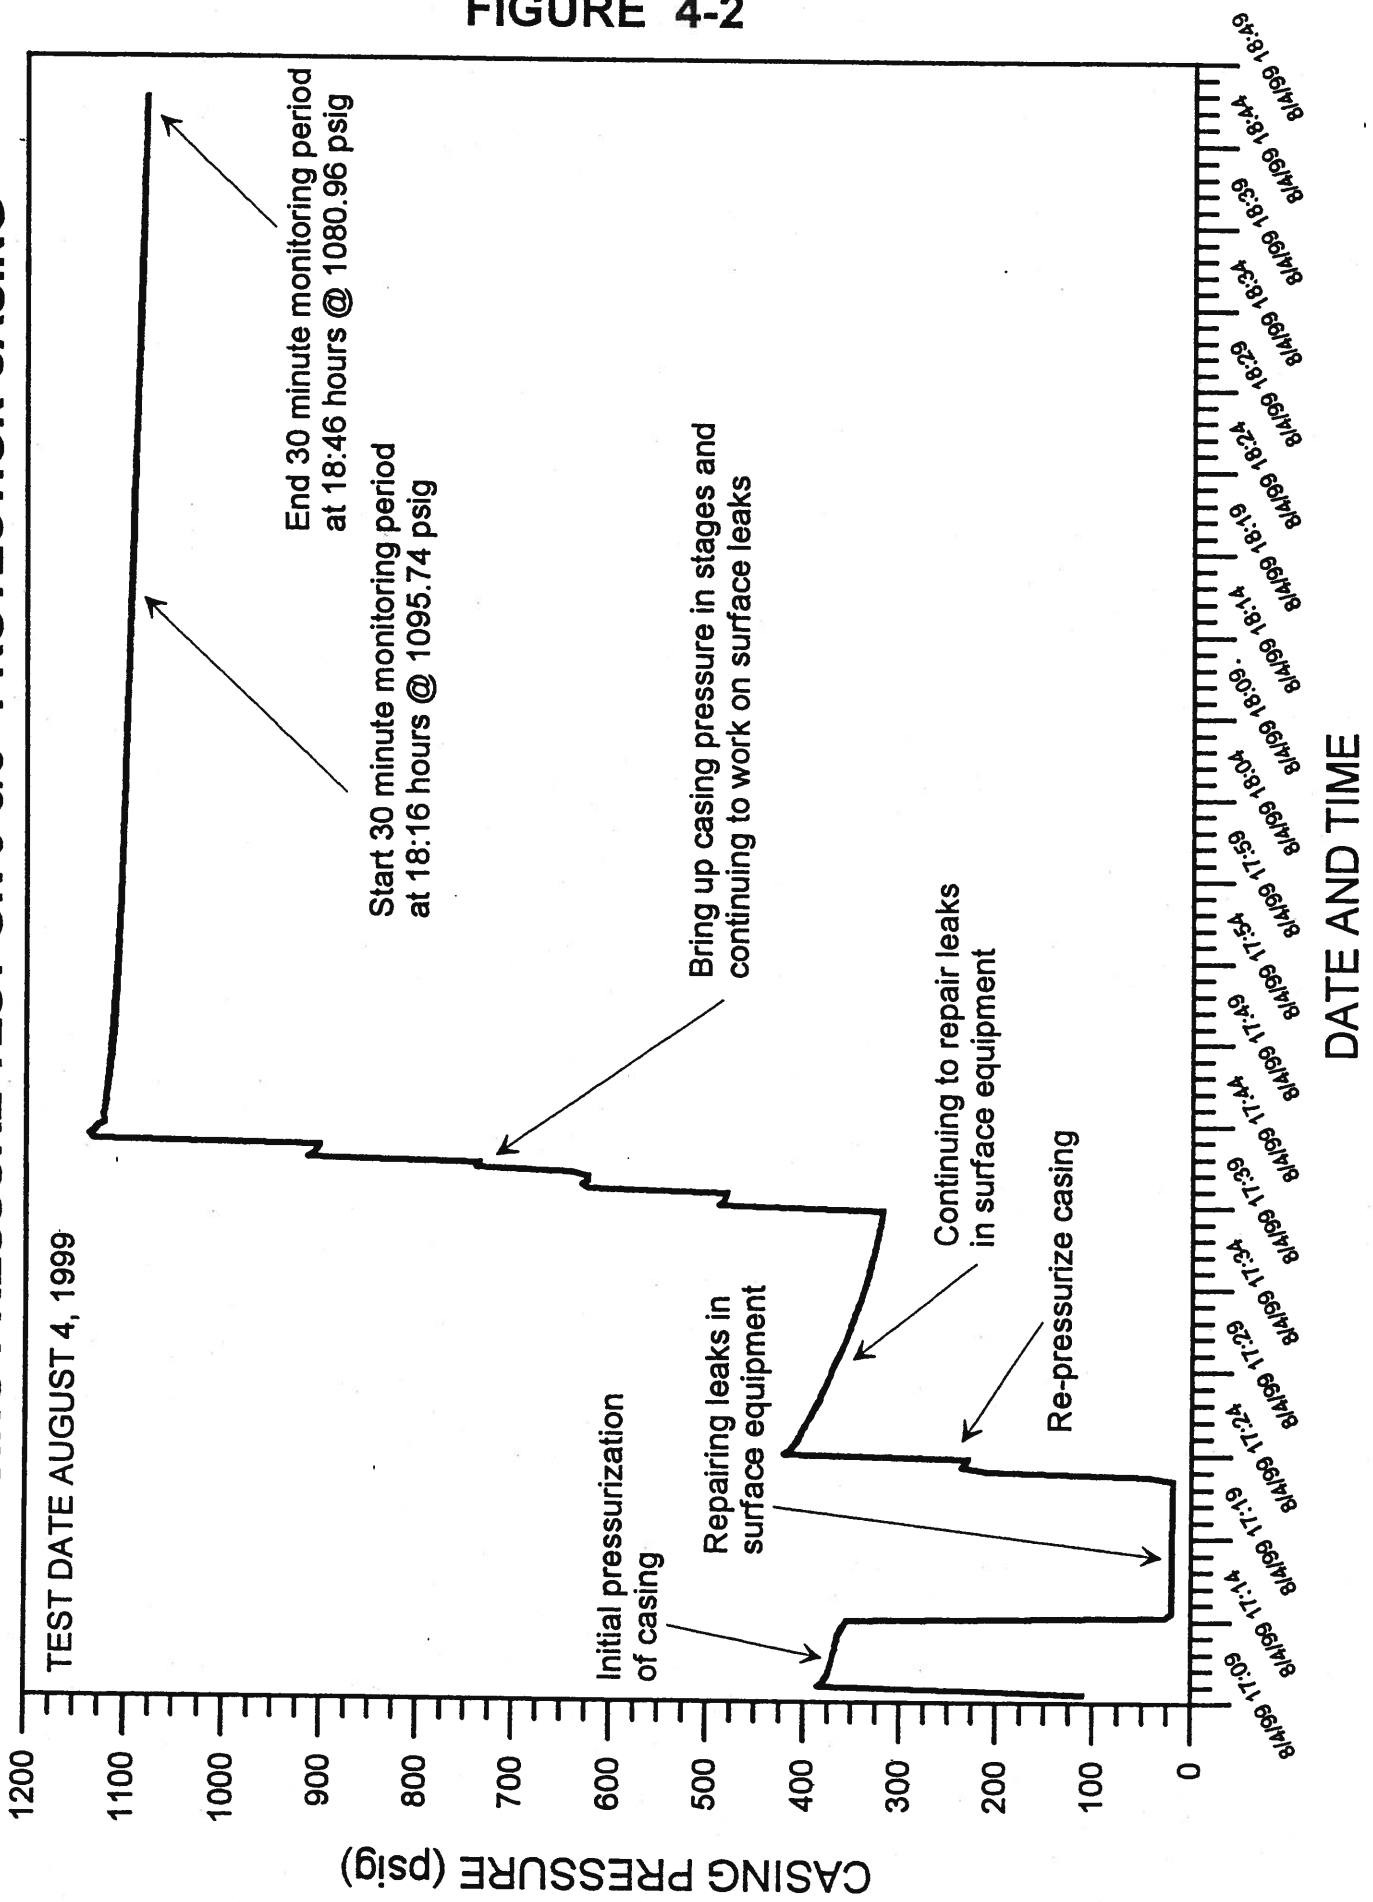 FIGURE 4-2
TEST DATE AUGUST 4, 1999
End 30 minute monitoring period
at 18:46 hours @ 1080.96 psig
Start 30 minute monitoring period
at 18:16 hours @ 1095.74 psig
Bring up casing pressure in stages and
continuing to work on surface leaks
Continuing to repair leaks
in surface equipment
Re-pressurize casing
Repairing leaks in
surface equipment
Initial pressurization
of casing
CASING PRESSURE (psig)
1200
1100
1000
900
800
700
600
500
400
300
200
100
0
8/4/99 17:09
8/4/99 17:14
8/4/99 17:19
8/4/99 17:24
8/4/99 17:29
8/4/99 17:34
8/4/99 17:39
8/4/99 17:44
8/4/99 17:49
8/4/99 17:54
8/4/99 17:59
8/4/99 18:04
8/4/99 18:09
8/4/99 18:14
8/4/99 18:19
8/4/99 18:24
8/4/99 18:29
8/4/99 18:34
8/4/99 18:39
8/4/99 18:44
8/4/99 18:49
DATE AND TIME